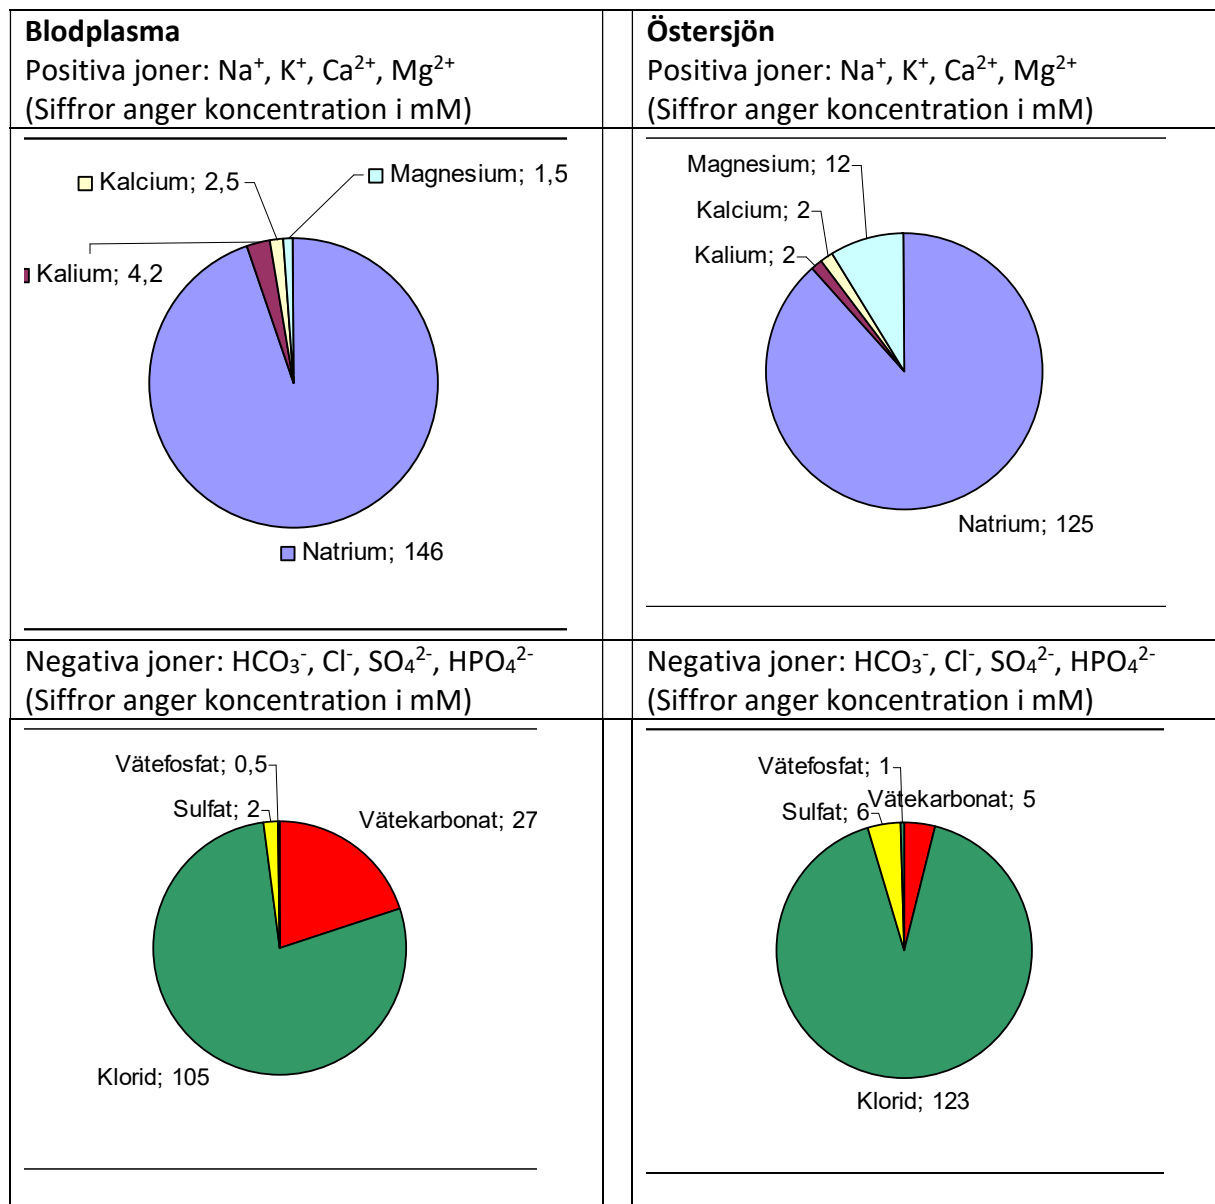 Blodplasma
Positiva joner: Na⁺, K⁺, Ca²⁺, Mg²⁺
(Siffror anger koncentration i mM)
Östersjön
Positiva joner: Na⁺, K⁺, Ca²⁺, Mg²⁺
(Siffror anger koncentration i mM)
Kalcium; 2,5
Magnesium; 1,5
Kalium; 4,2
Natrium; 146
Magnesium; 12
Kalcium; 2
Kalium; 2
Natrium; 125
Negativa joner: HCO₃⁻, Cl⁻, SO₄²⁻, HPO₄²⁻
(Siffror anger koncentration i mM)
Negativa joner: HCO₃⁻, Cl⁻, SO₄²⁻, HPO₄²⁻
(Siffror anger koncentration i mM)
Vätefosfat; 0,5
Sulfat; 2
Vätekarbonat; 27
Klorid; 105
Vätefosfat; 1
Vätekarbonat; 5
Sulfat; 6
Klorid; 123